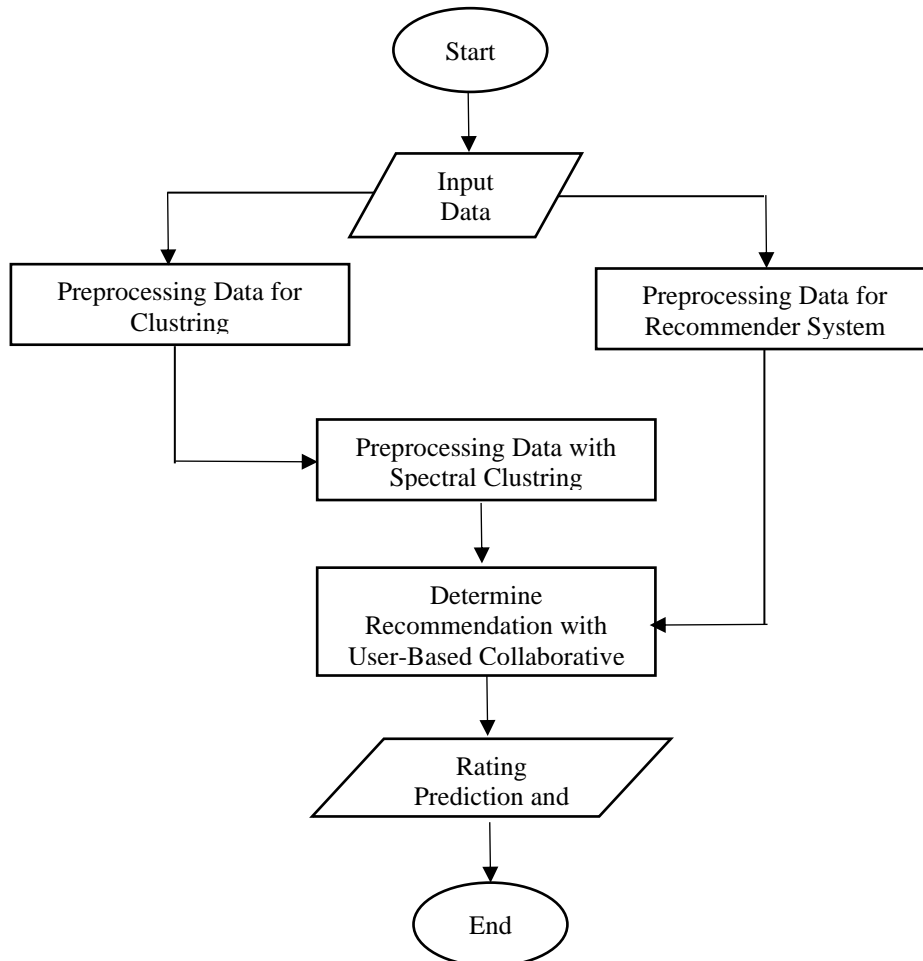 Start
Input
Data
Preprocessing Data for
Clustring
Preprocessing Data for
Recommender System
Preprocessing Data with
Spectral Clustring
Determine
Recommendation with
User-Based Collaborative
Rating
Prediction and
End